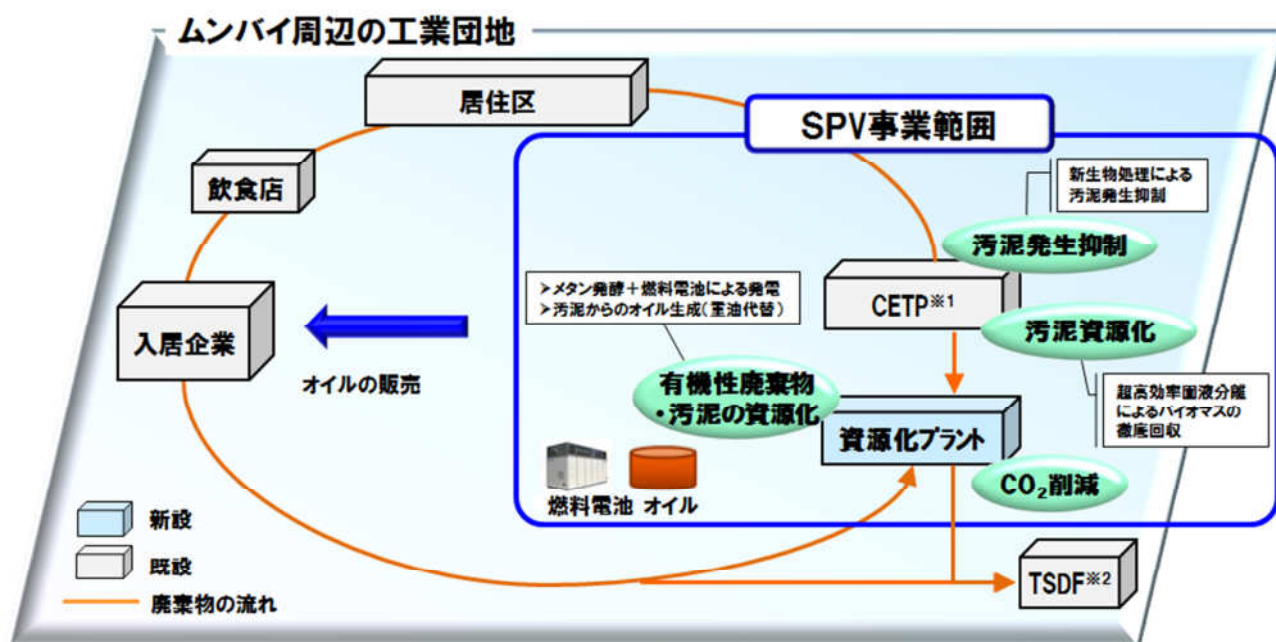 ムンバイ周辺の工業団地
居住区
SPV事業範囲
飲食店
新生物処理による
汚泥発生抑制
汚泥発生抑制
➢メタン発酵+燃料電池による発電
➢汚泥からのオイル生成(重油代替)
CETP※1
入居企業
汚泥資源化
オイルの販売
有機性廃棄物
・汚泥の資源化
超高効率固液分離
によるバイオマスの
徹底回収
資源化プラント
CO₂削減
燃料電池 オイル
新設
既設
TSDF※2
廃棄物の流れ